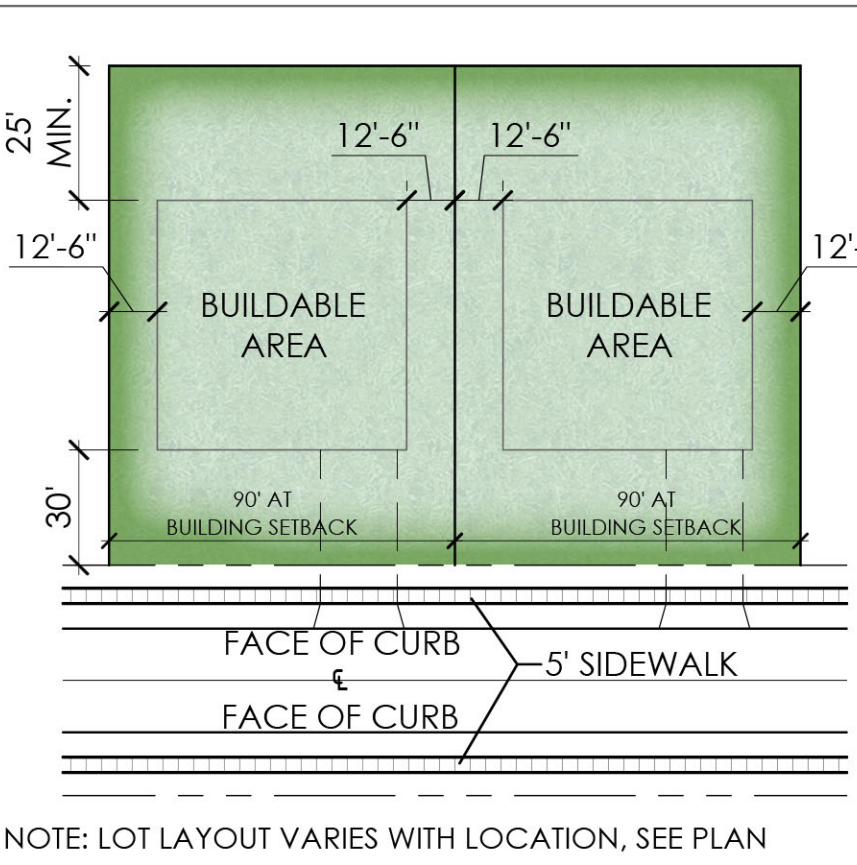 25'
MIN.
12'-6"
12'-6"
12'-6"
12'-
BUILDABLE
AREA
BUILDABLE
AREA
30'
90' AT
BUILDING SETBACK
90' AT
BUILDING SETBACK
FACE OF CURB
℄
5' SIDEWALK
FACE OF CURB
NOTE: LOT LAYOUT VARIES WITH LOCATION, SEE PLAN